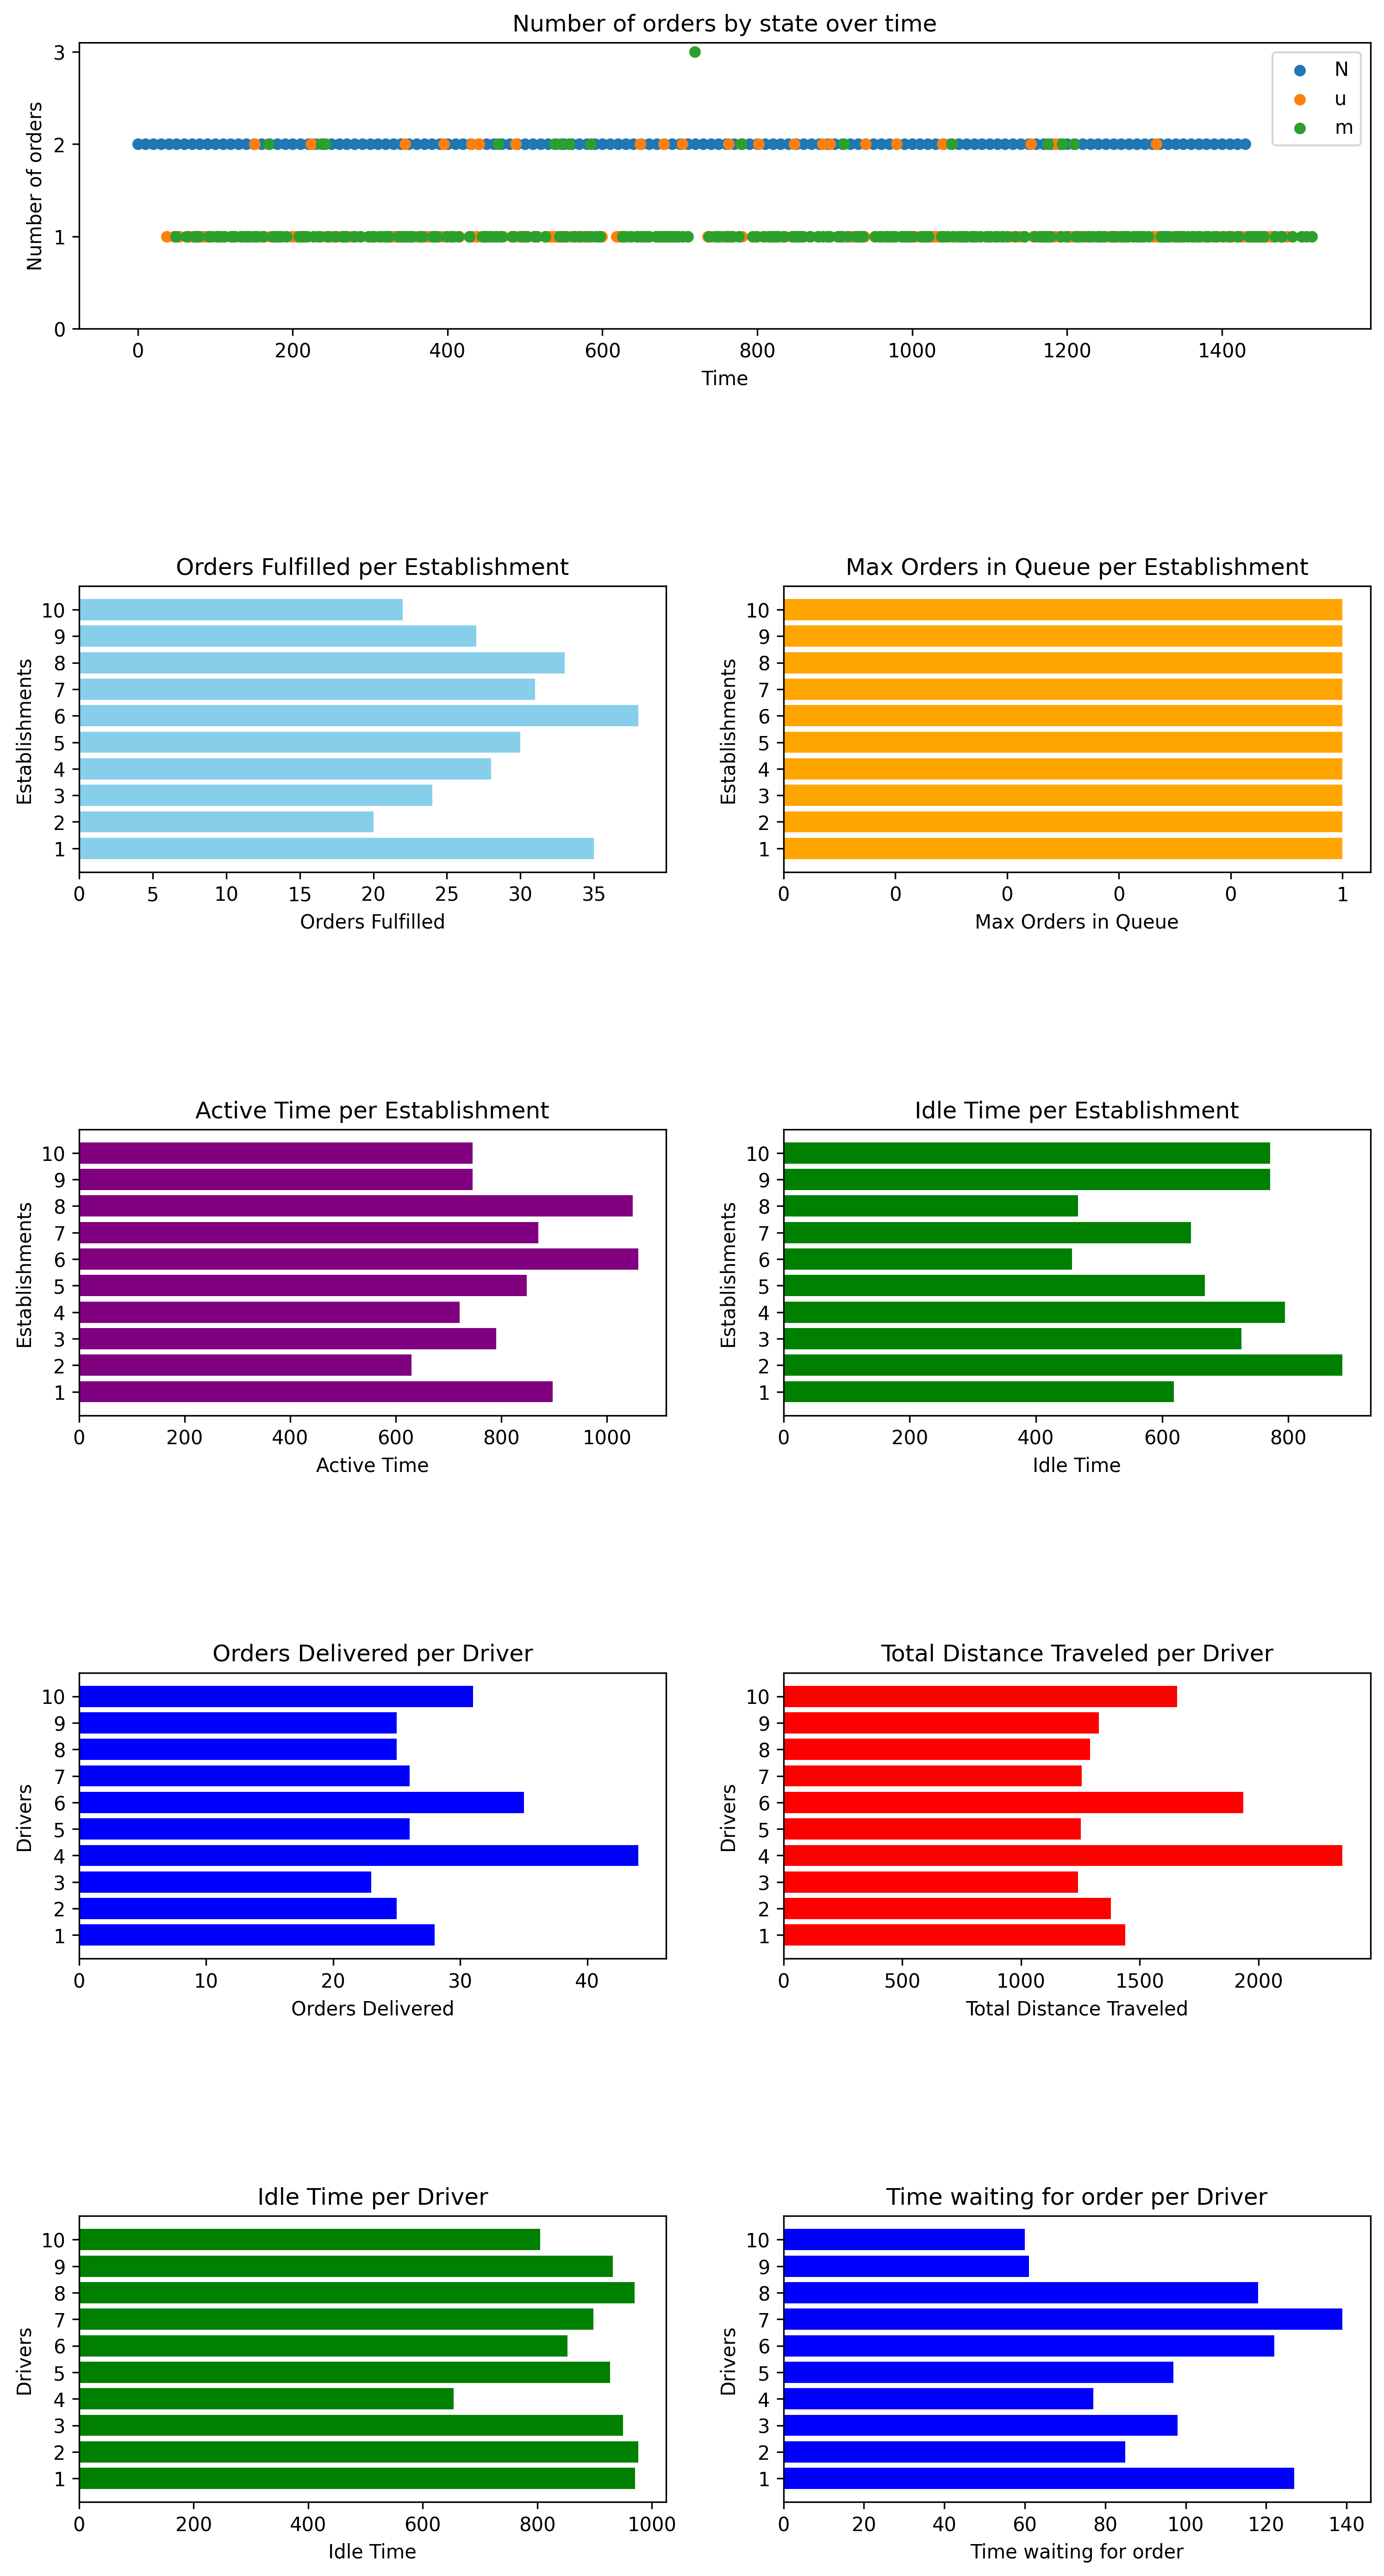 Number of orders by state over time
Number of orders
3
2
1
0
N
u
m
0 200 400 600 800 1000 1200 1400
Time
Orders Fulfilled per Establishment
Establishments
10
9
8
7
6
5
4
3
2
1
0 5 10 15 20 25 30 35
Orders Fulfilled
Max Orders in Queue per Establishment
Establishments
10
9
8
7
6
5
4
3
2
1
0 0 0 0 0 1
Max Orders in Queue
Active Time per Establishment
Establishments
10
9
8
7
6
5
4
3
2
1
0 200 400 600 800 1000
Active Time
Idle Time per Establishment
Establishments
10
9
8
7
6
5
4
3
2
1
0 200 400 600 800
Idle Time
Orders Delivered per Driver
Drivers
10
9
8
7
6
5
4
3
2
1
0 10 20 30 40
Orders Delivered
Total Distance Traveled per Driver
Drivers
10
9
8
7
6
5
4
3
2
1
0 500 1000 1500 2000
Total Distance Traveled
Idle Time per Driver
Drivers
10
9
8
7
6
5
4
3
2
1
0 200 400 600 800 1000
Idle Time
Time waiting for order per Driver
Drivers
10
9
8
7
6
5
4
3
2
1
0 20 40 60 80 100 120 140
Time waiting for order